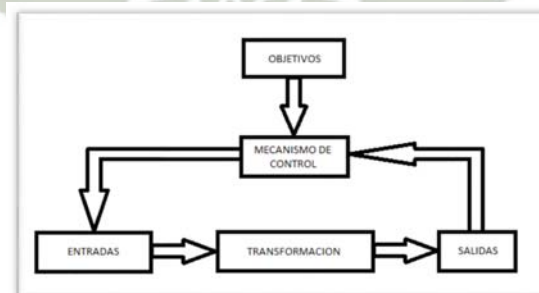 OBJETIVOS
MECANISMO DE
CONTROL
ENTRADAS
TRANSFORMACION
SALIDAS